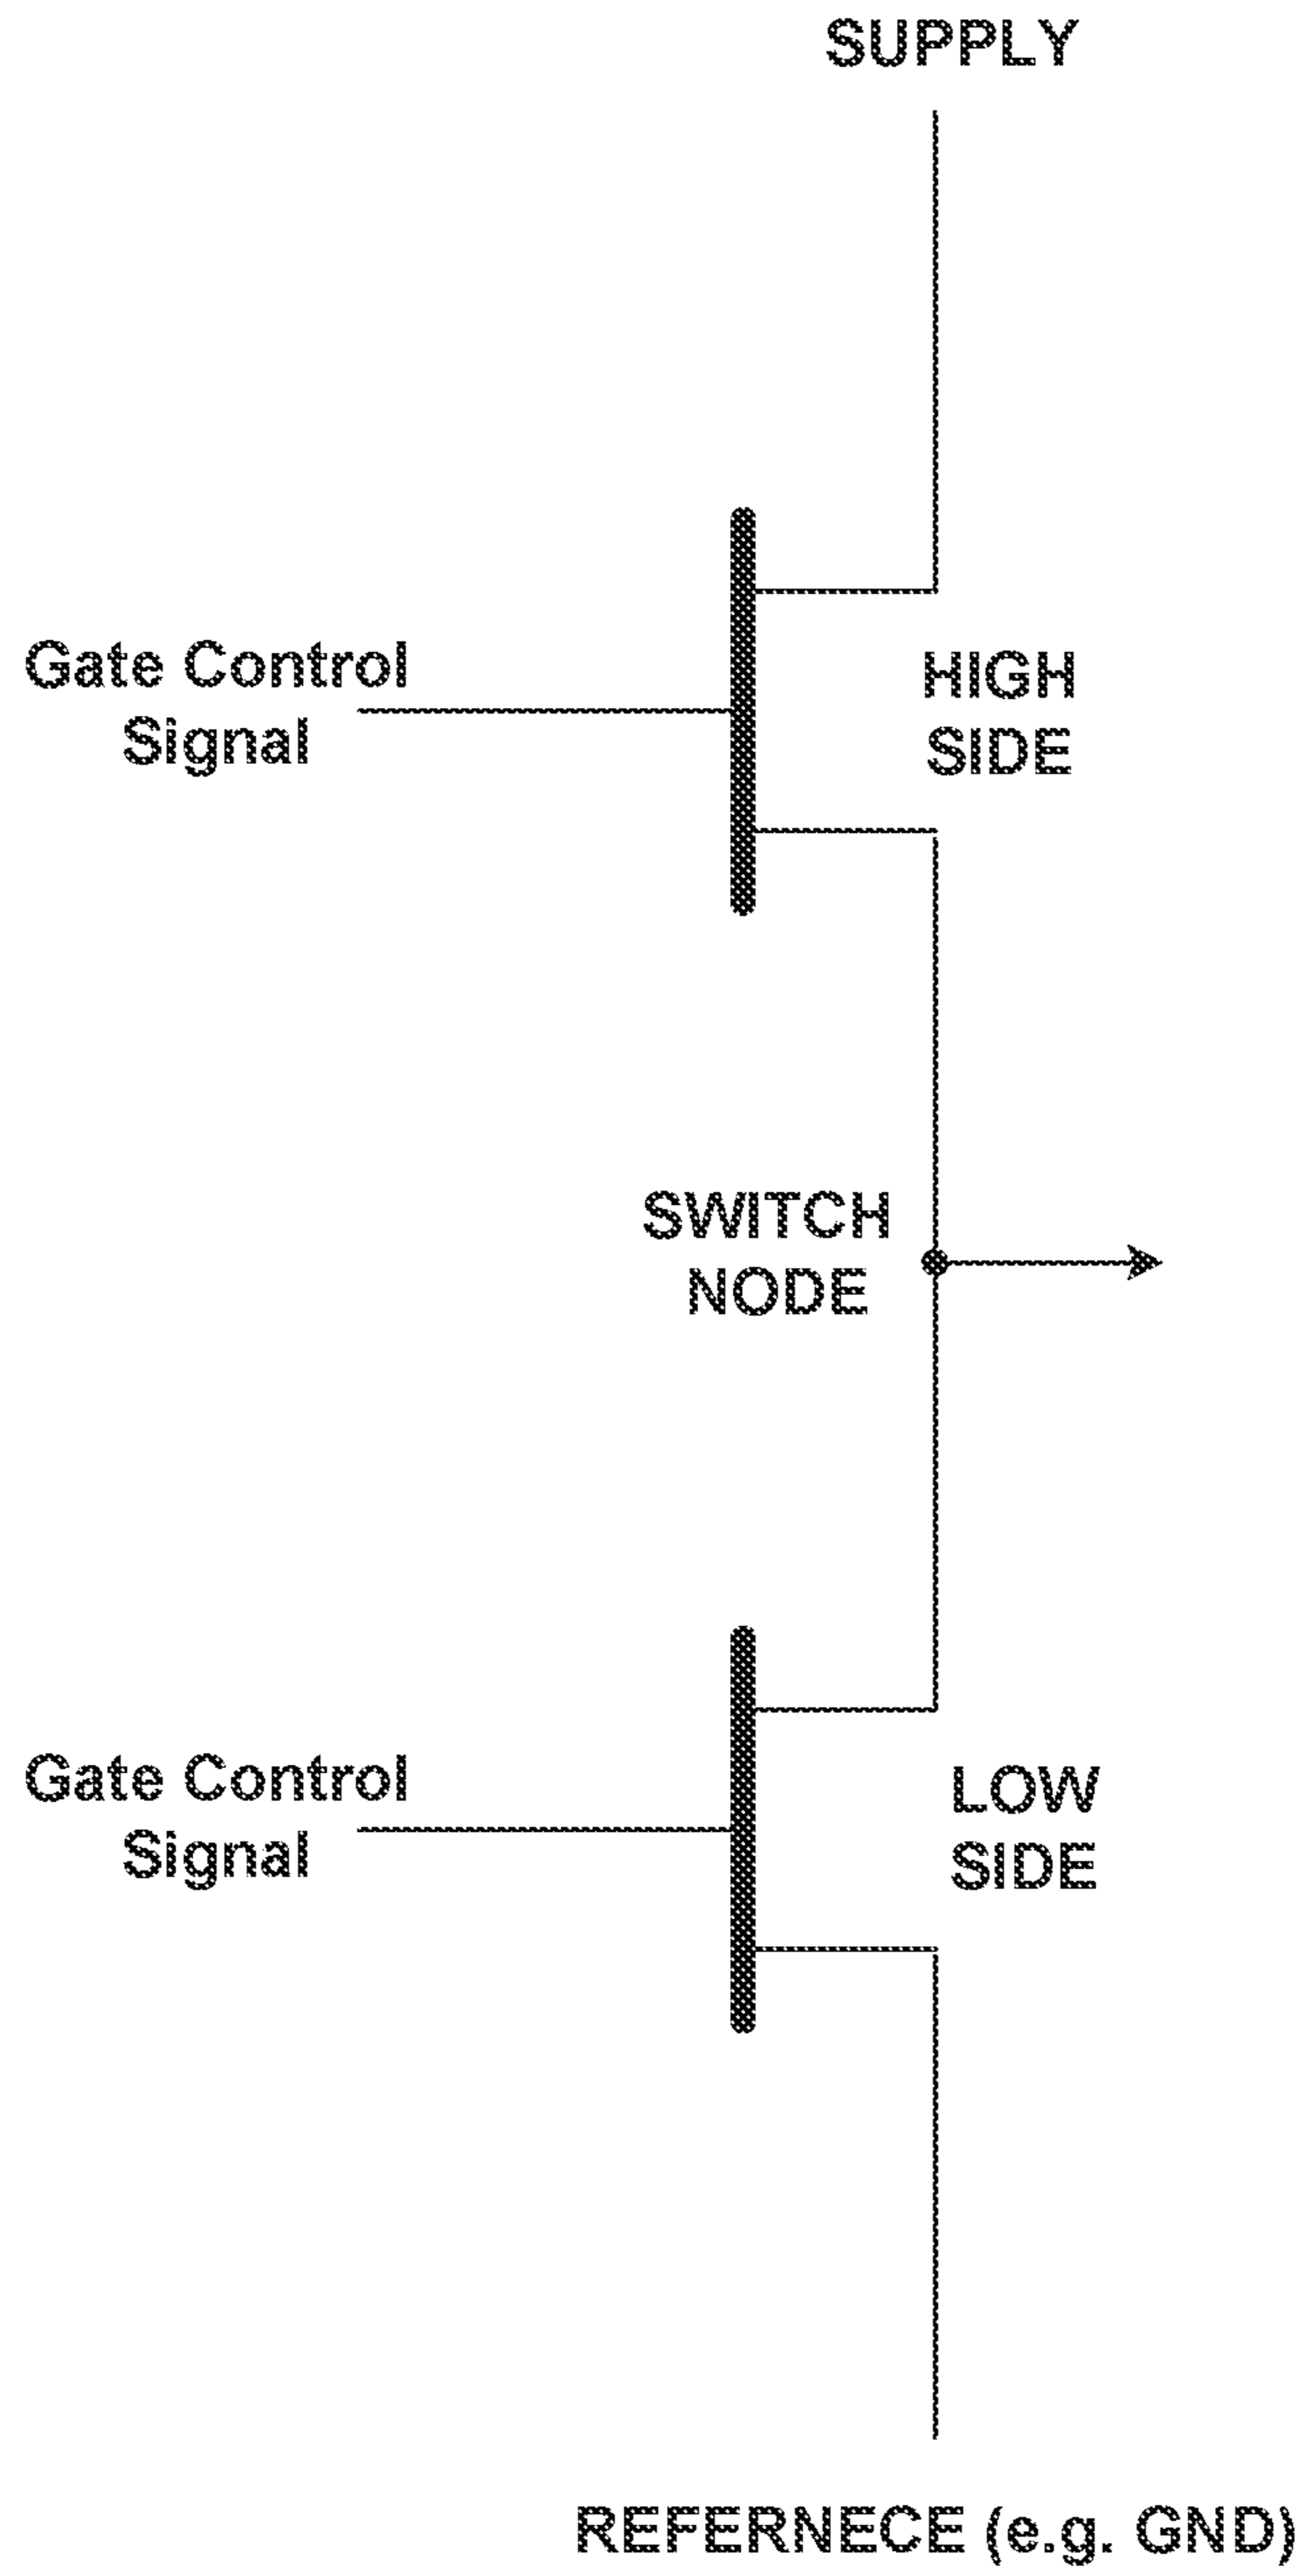 SUPPLY
Gate Control
Signal
HIGH
SIDE
SWITCH
NODE
Gate Control
Signal
LOW
SIDE
REFERNECE (e.g. GND)